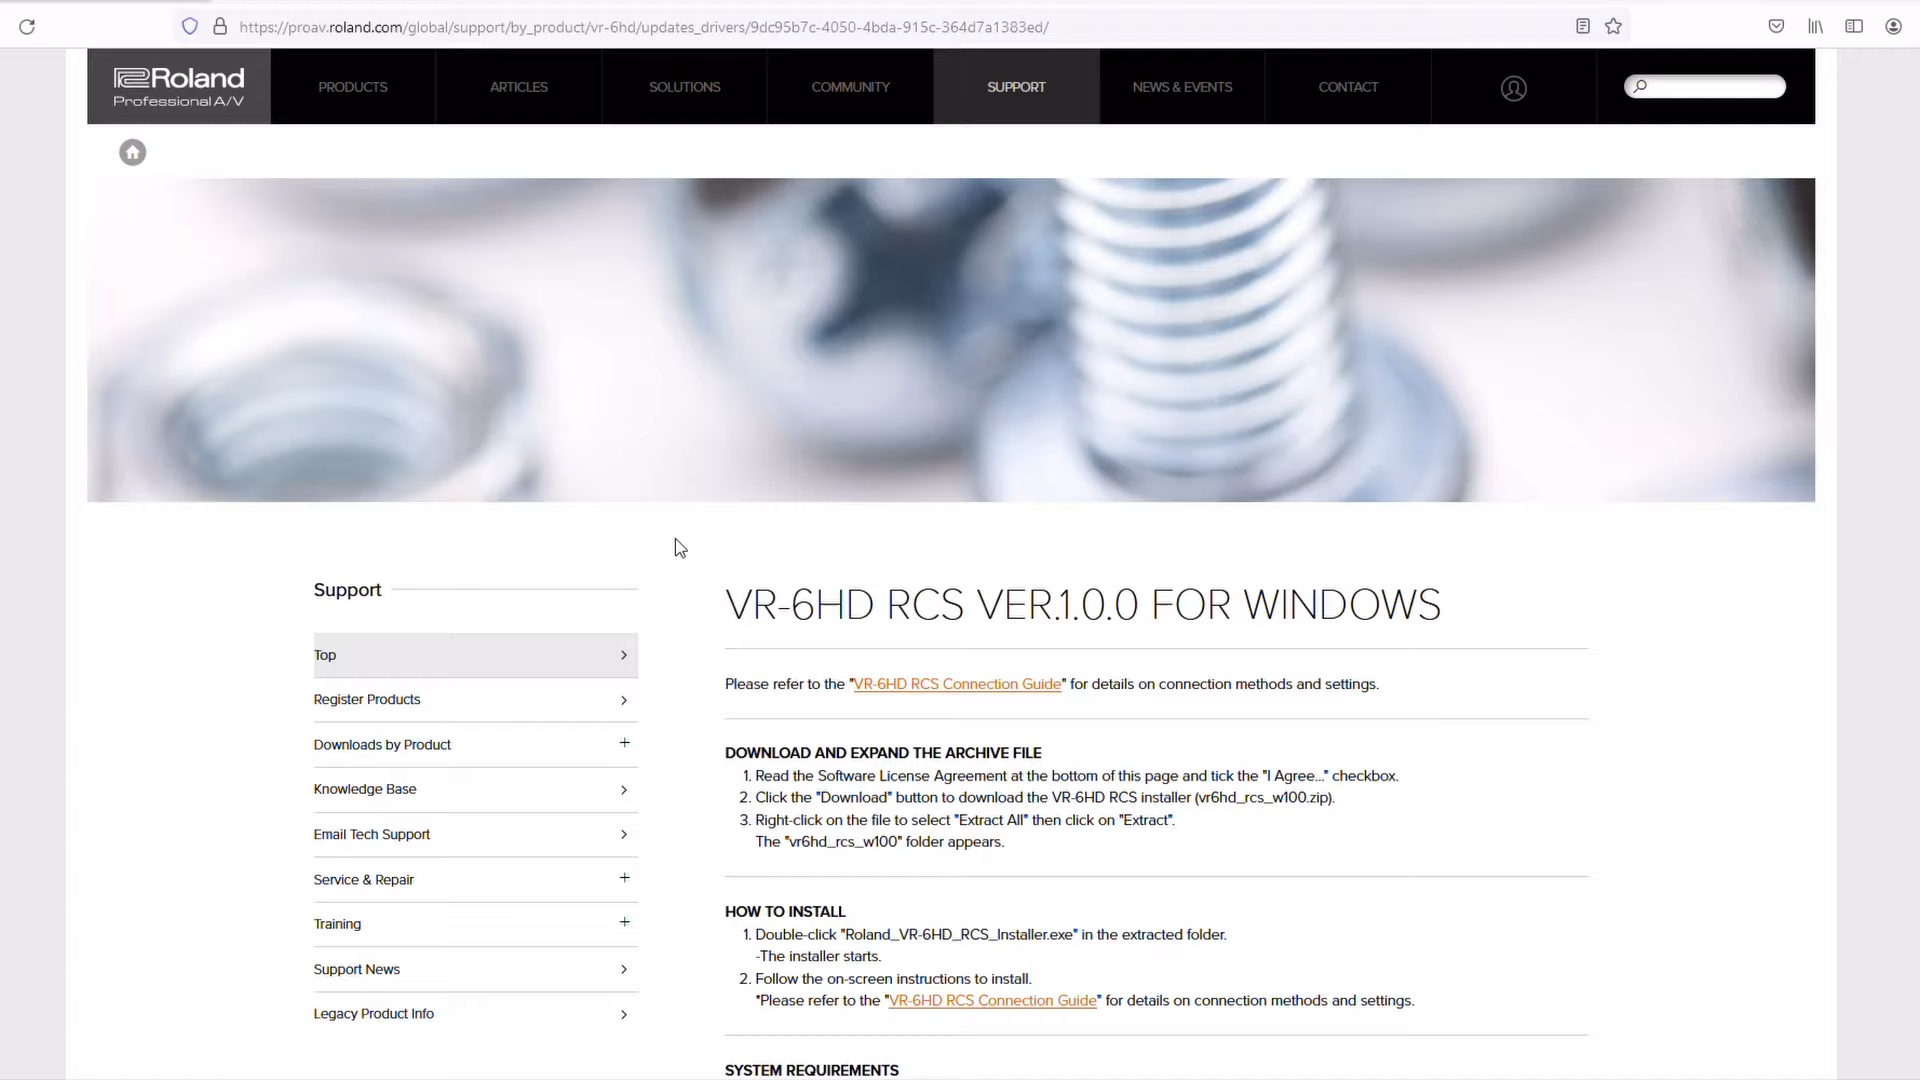 https://proav.roland.com/global/support/by_product/vr-6hd/updates_drivers/9dc95b7c-4050-4bda-915c-364d7a1383ed/
Roland
Professional A/V
PRODUCTS
ARTICLES
SOLUTIONS
COMMUNITY
SUPPORT
NEWS & EVENTS
CONTACT
Support
Top
Register Products
Downloads by Product
Knowledge Base
Email Tech Support
Service & Repair
Training
Support News
Legacy Product Info
VR-6HD RCS VER.1.0.0 FOR WINDOWS
Please refer to the "VR-6HD RCS Connection Guide" for details on connection methods and settings.
DOWNLOAD AND EXPAND THE ARCHIVE FILE
1. Read the Software License Agreement at the bottom of this page and tick the "I Agree..." checkbox.
2. Click the "Download" button to download the VR-6HD RCS installer (vr6hd_rcs_w100.zip).
3. Right-click on the file to select "Extract All" then click on "Extract".
The "vr6hd_rcs_w100" folder appears.
HOW TO INSTALL
1. Double-click "Roland_VR-6HD_RCS_Installer.exe" in the extracted folder.
-The installer starts.
2. Follow the on-screen instructions to install.
*Please refer to the "VR-6HD RCS Connection Guide" for details on connection methods and settings.
SYSTEM REQUIREMENTS